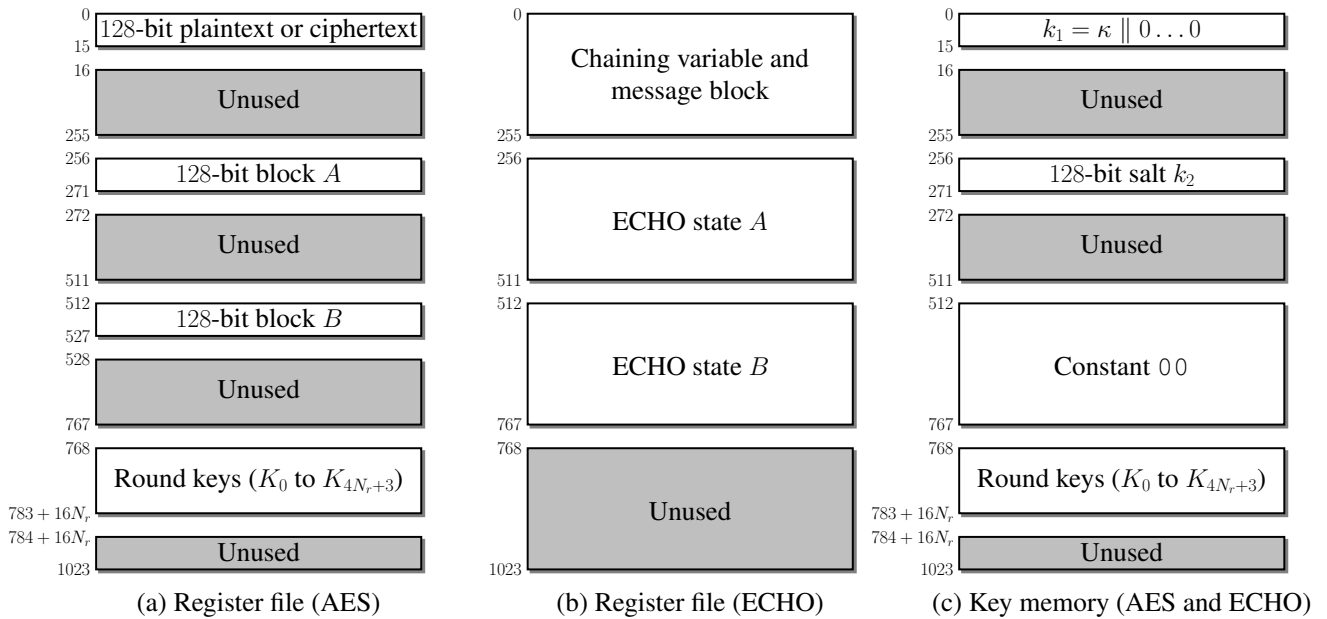 0
128-bit plaintext or ciphertext
15
16
Unused
255
256
128-bit block A
271
272
Unused
511
512
128-bit block B
527
528
Unused
767
768
Round keys (K_0 to K_{4N_r+3})
783 + 16N_r
784 + 16N_r
Unused
1023
(a) Register file (AES)
0
Chaining variable and
message block
255
256
ECHO state A
511
512
ECHO state B
767
768
Unused
1023
(b) Register file (ECHO)
0
k_1 = κ ∥ 0 . . . 0
15
16
Unused
255
256
128-bit salt k_2
271
272
Unused
511
512
Constant 00
767
768
Round keys (K_0 to K_{4N_r+3})
783 + 16N_r
784 + 16N_r
Unused
1023
(c) Key memory (AES and ECHO)